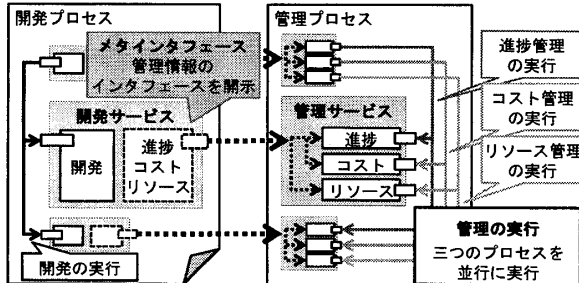 開発プロセス
メタインタフェース
管理情報の
インタフェースを開示
開発サービス
開発
進捗
コスト
リソース
開発の実行
管理プロセス
管理サービス
進捗
コスト
リソース
進捗管理
の実行
コスト管理
の実行
リソース管理
の実行
管理の実行
三つのプロセスを
並行に実行